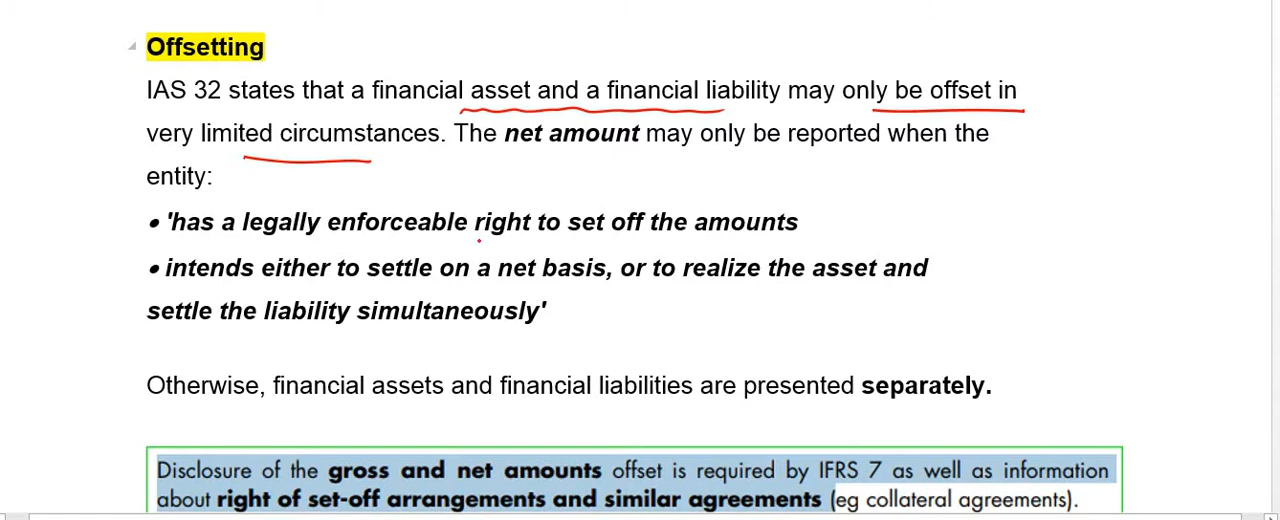 Offsetting
IAS 32 states that a financial asset and a financial liability may only be offset in
very limited circumstances. The net amount may only be reported when the
entity:
• 'has a legally enforceable right to set off the amounts
• intends either to settle on a net basis, or to realize the asset and
settle the liability simultaneously'
Otherwise, financial assets and financial liabilities are presented separately.
Disclosure of the gross and net amounts offset is required by IFRS 7 as well as information
about right of set-off arrangements and similar agreements (eg collateral agreements).